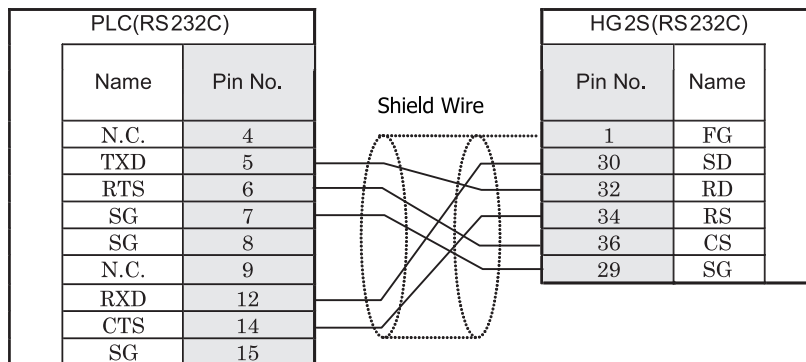 PLC(RS232C)
Name Pin No.
N.C. 4
TXD 5
RTS 6
SG 7
SG 8
N.C. 9
RXD 12
CTS 14
SG 15
Shield Wire
HG2S(RS232C)
Pin No. Name
1 FG
30 SD
32 RD
34 RS
36 CS
29 SG